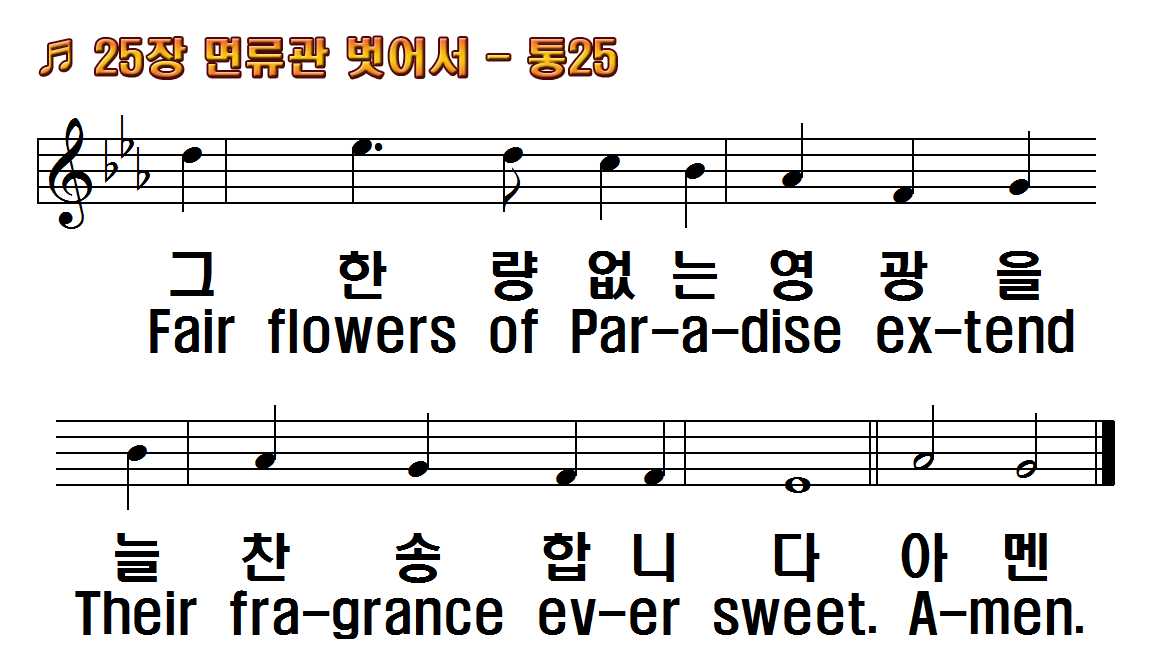 ♬ 25장 면류관 벗어서 - 통25
그 한 량 없 는 영 광 을
Fair flowers of Par-a-dise ex-tend
늘 찬 송 합 니 다 아 멘
Their fra-grance ev-er sweet. A-men.